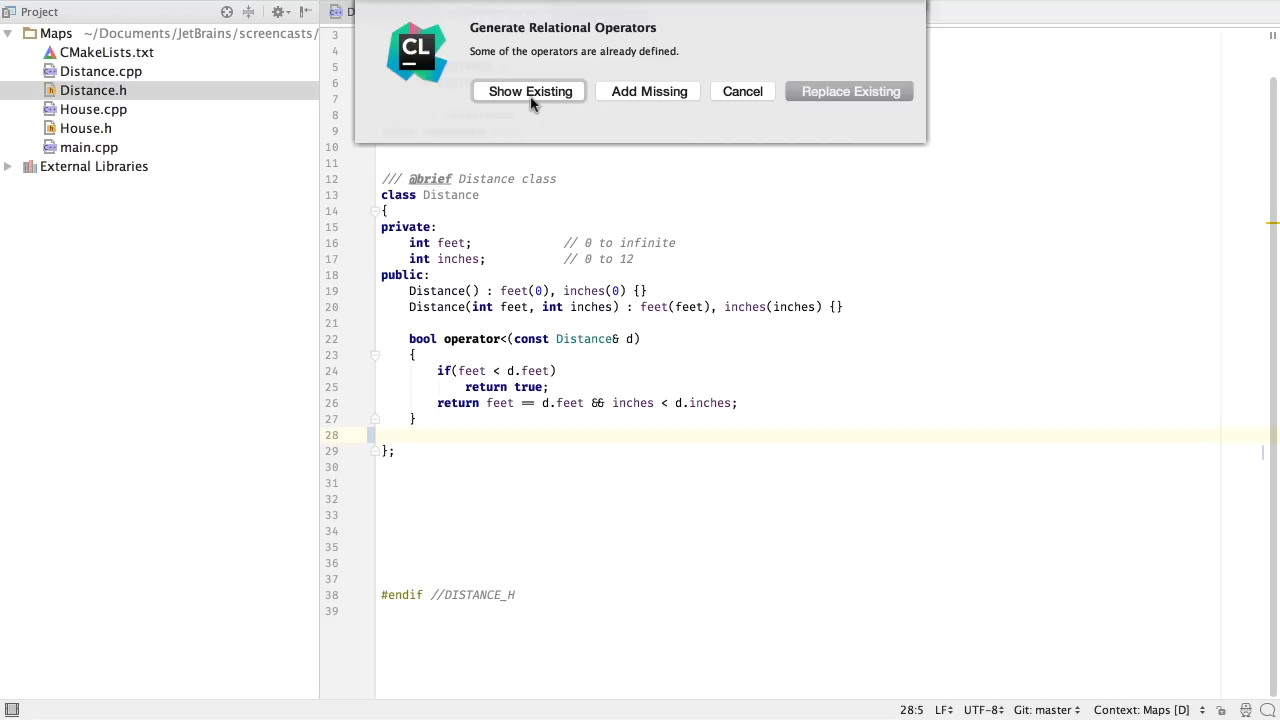 Project
Maps ~/Documents/JetBrains/screencasts/
CMakeLists.txt
Distance.cpp
Distance.h
House.cpp
House.h
main.cpp
External Libraries
CL
Generate Relational Operators
Some of the operators are already defined.
Show Existing
Add Missing
Cancel
Replace Existing
3
4
5
6
7
8
9
10
11
12 /// @brief Distance class
13 class Distance
14 {
15 private:
16 int feet; // 0 to infinite
17 int inches; // 0 to 12
18 public:
19 Distance() : feet(0), inches(0) {}
20 Distance(int feet, int inches) : feet(feet), inches(inches) {}
21
22 bool operator<(const Distance& d)
23 {
24 if(feet < d.feet)
25 return true;
26 return feet == d.feet && inches < d.inches;
27 }
28
29 };
30
31
32
33
34
35
36
37
38 #endif //DISTANCE_H
39
28:5 LF UTF-8 Git: master Context: Maps [D]